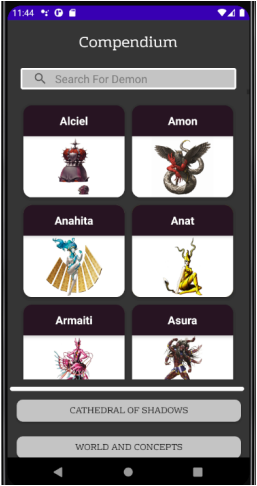 11:44
Compendium
Search For Demon
Alciel Amon
Anahita Anat
Armaiti Asura
CATHEDRAL OF SHADOWS
WORLD AND CONCEPTS